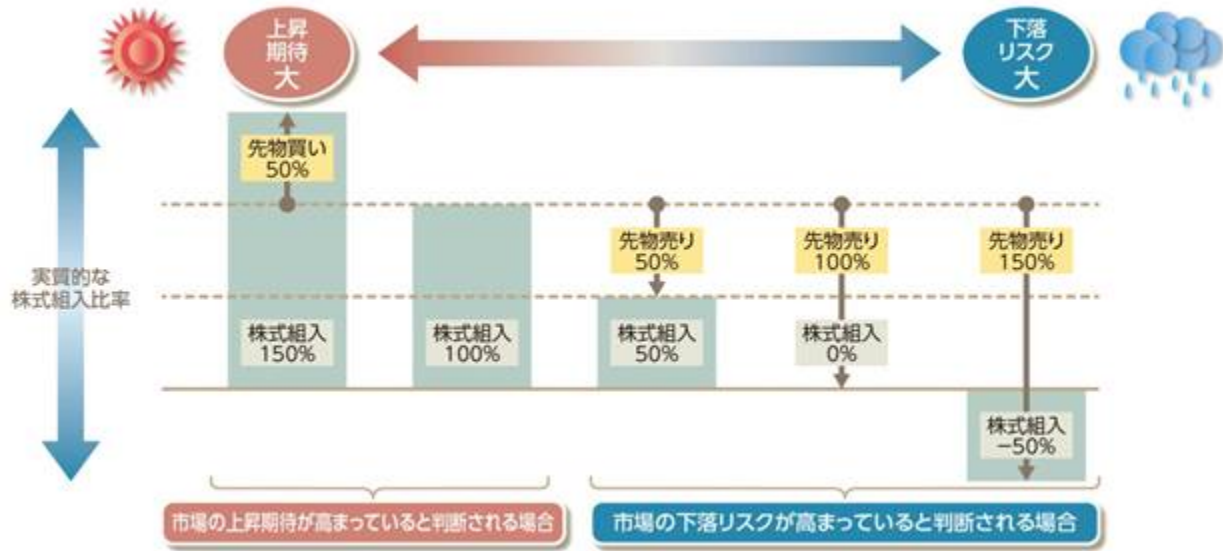 上昇
期待
大
下落
リスク
大
先物買い
50%
先物売り
50%
先物売り
100%
先物売り
150%
実質的な
株式組入比率
株式組入
150%
株式組入
100%
株式組入
50%
株式組入
0%
株式組入
−50%
市場の上昇期待が高まっていると判断される場合
市場の下落リスクが高まっていると判断される場合